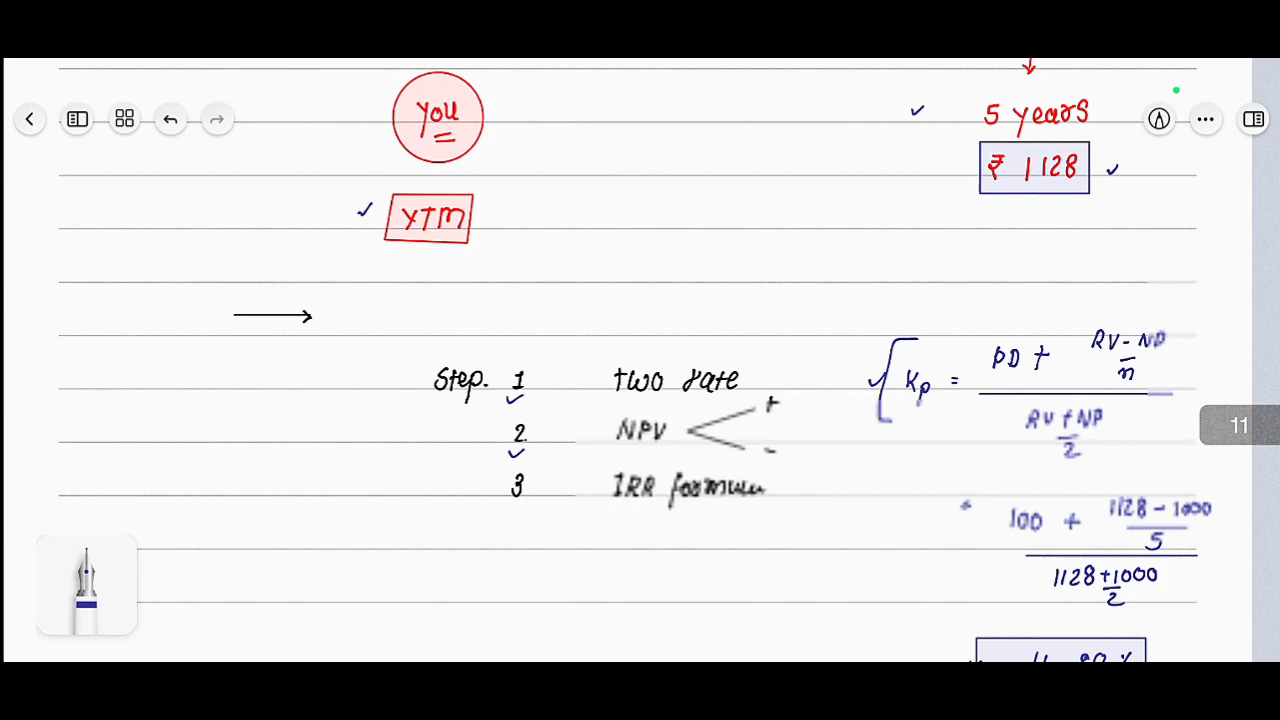 You
5 years
₹ 1128
YTM
Step. 1 two rate
2. NPV + -
3 IRR formula
Kp = PD + RV - NP / n
RV + NP / 2
= 100 + 1128 - 1000 / 5
1128 + 1000 / 2
11